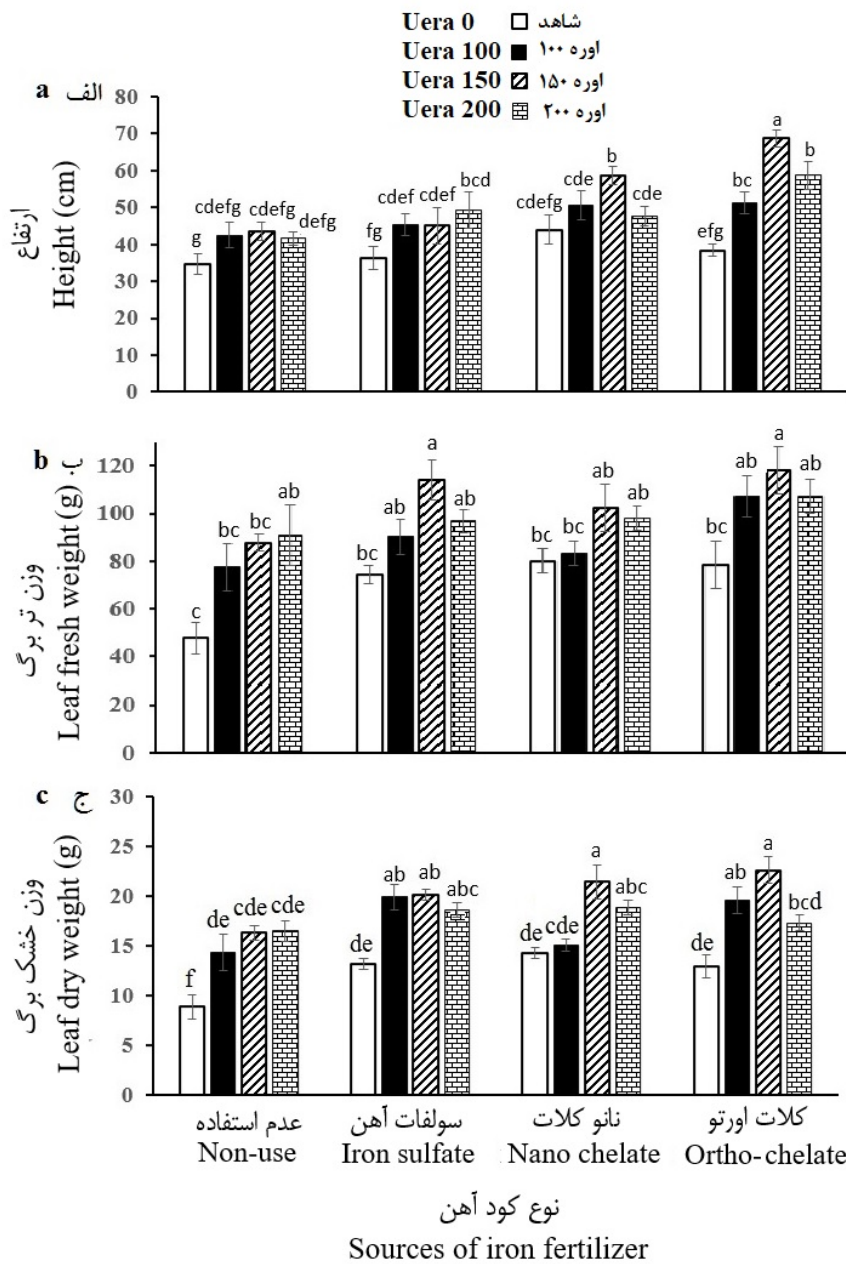 Uera 0 شاهد
Uera 100 اوره ۱۰۰
Uera 150 اوره ۱۵۰
Uera 200 اوره ۲۰۰
a الف
ارتفاع
Height (cm)
80
70
60
50
40
30
20
10
0
g cdefg cdefg defg
fg cdef cdef bcd
cdefg cde b cde
efg bc a b
b ب
وزن تر برگ
Leaf fresh weight (g)
120
100
80
60
40
20
0
c bc bc ab
bc ab a ab
bc bc ab ab
bc ab a ab
c ج
وزن خشک برگ
Leaf dry weight (g)
30
25
20
15
10
5
0
f de cde cde
de ab ab abc
de cde a abc
de ab a bcd
عدم استفاده سولفات آهن نانو کلات کلات اورتو
Non-use Iron sulfate Nano chelate Ortho-chelate
نوع کود آهن
Sources of iron fertilizer